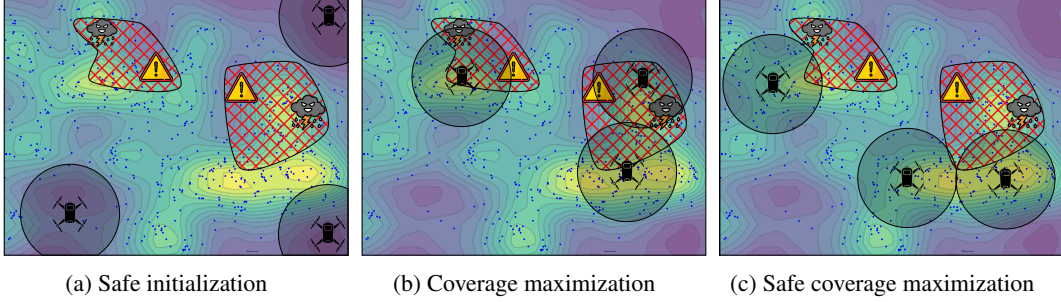 (a) Safe initialization
(b) Coverage maximization
(c) Safe coverage maximization